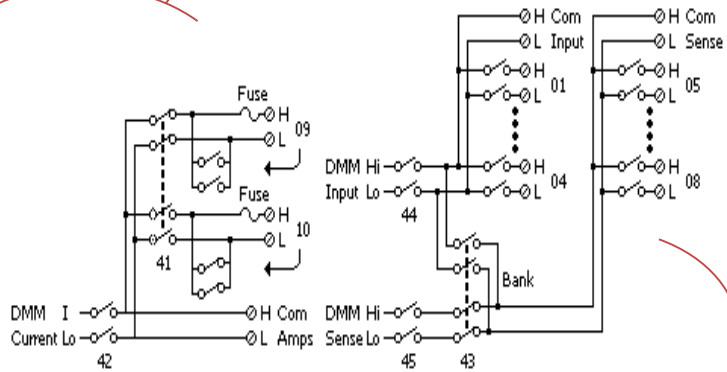 H Com
L Input
H
01
L
H
04
L
H Com
L Sense
H
05
L
H
08
L
Fuse
H
09
L
Fuse
H
10
L
41
DMM I
Current Lo
42
H Com
L Amps
DMM Hi
Input Lo
44
Bank
DMM Hi
Sense Lo
45
43